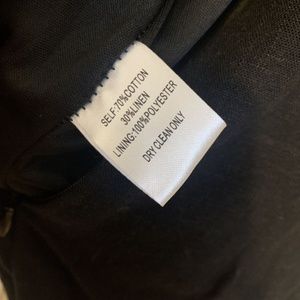 SELF:70%COTTON
30%LINEN
LINING:100%POLYESTER
DRY CLEAN ONLY